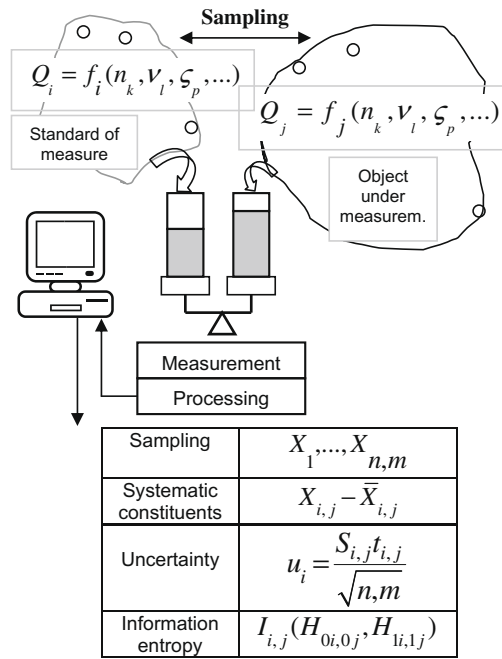 Sampling
Q_i = f_i (n_k, ν_l, ς_p, ...)
Q_j = f_j (n_k, ν_l, ς_p, ...)
Standard of
measure
Object
under
measurem.
Measurement
Processing
Sampling X_1, ..., X_{n,m}
Systematic
constituents X_{i,j} − X̅_{i,j}
Uncertainty u_i = S_{i,j} t_{i,j} / √n,m
Information
entropy I_{i,j} (H_{0i,0j}, H_{1i,1j})